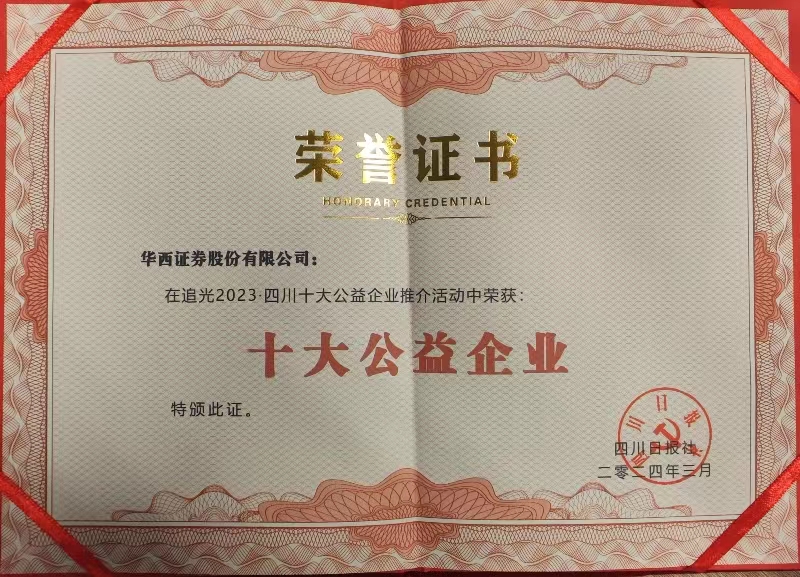 荣誉证书
HONORARY CREDENTIAL
华西证券股份有限公司：
在追光2023·四川十大公益企业推介活动中荣获：
十大公益企业
特颁此证。
四川日报社
四川日报社
二零二四年三月